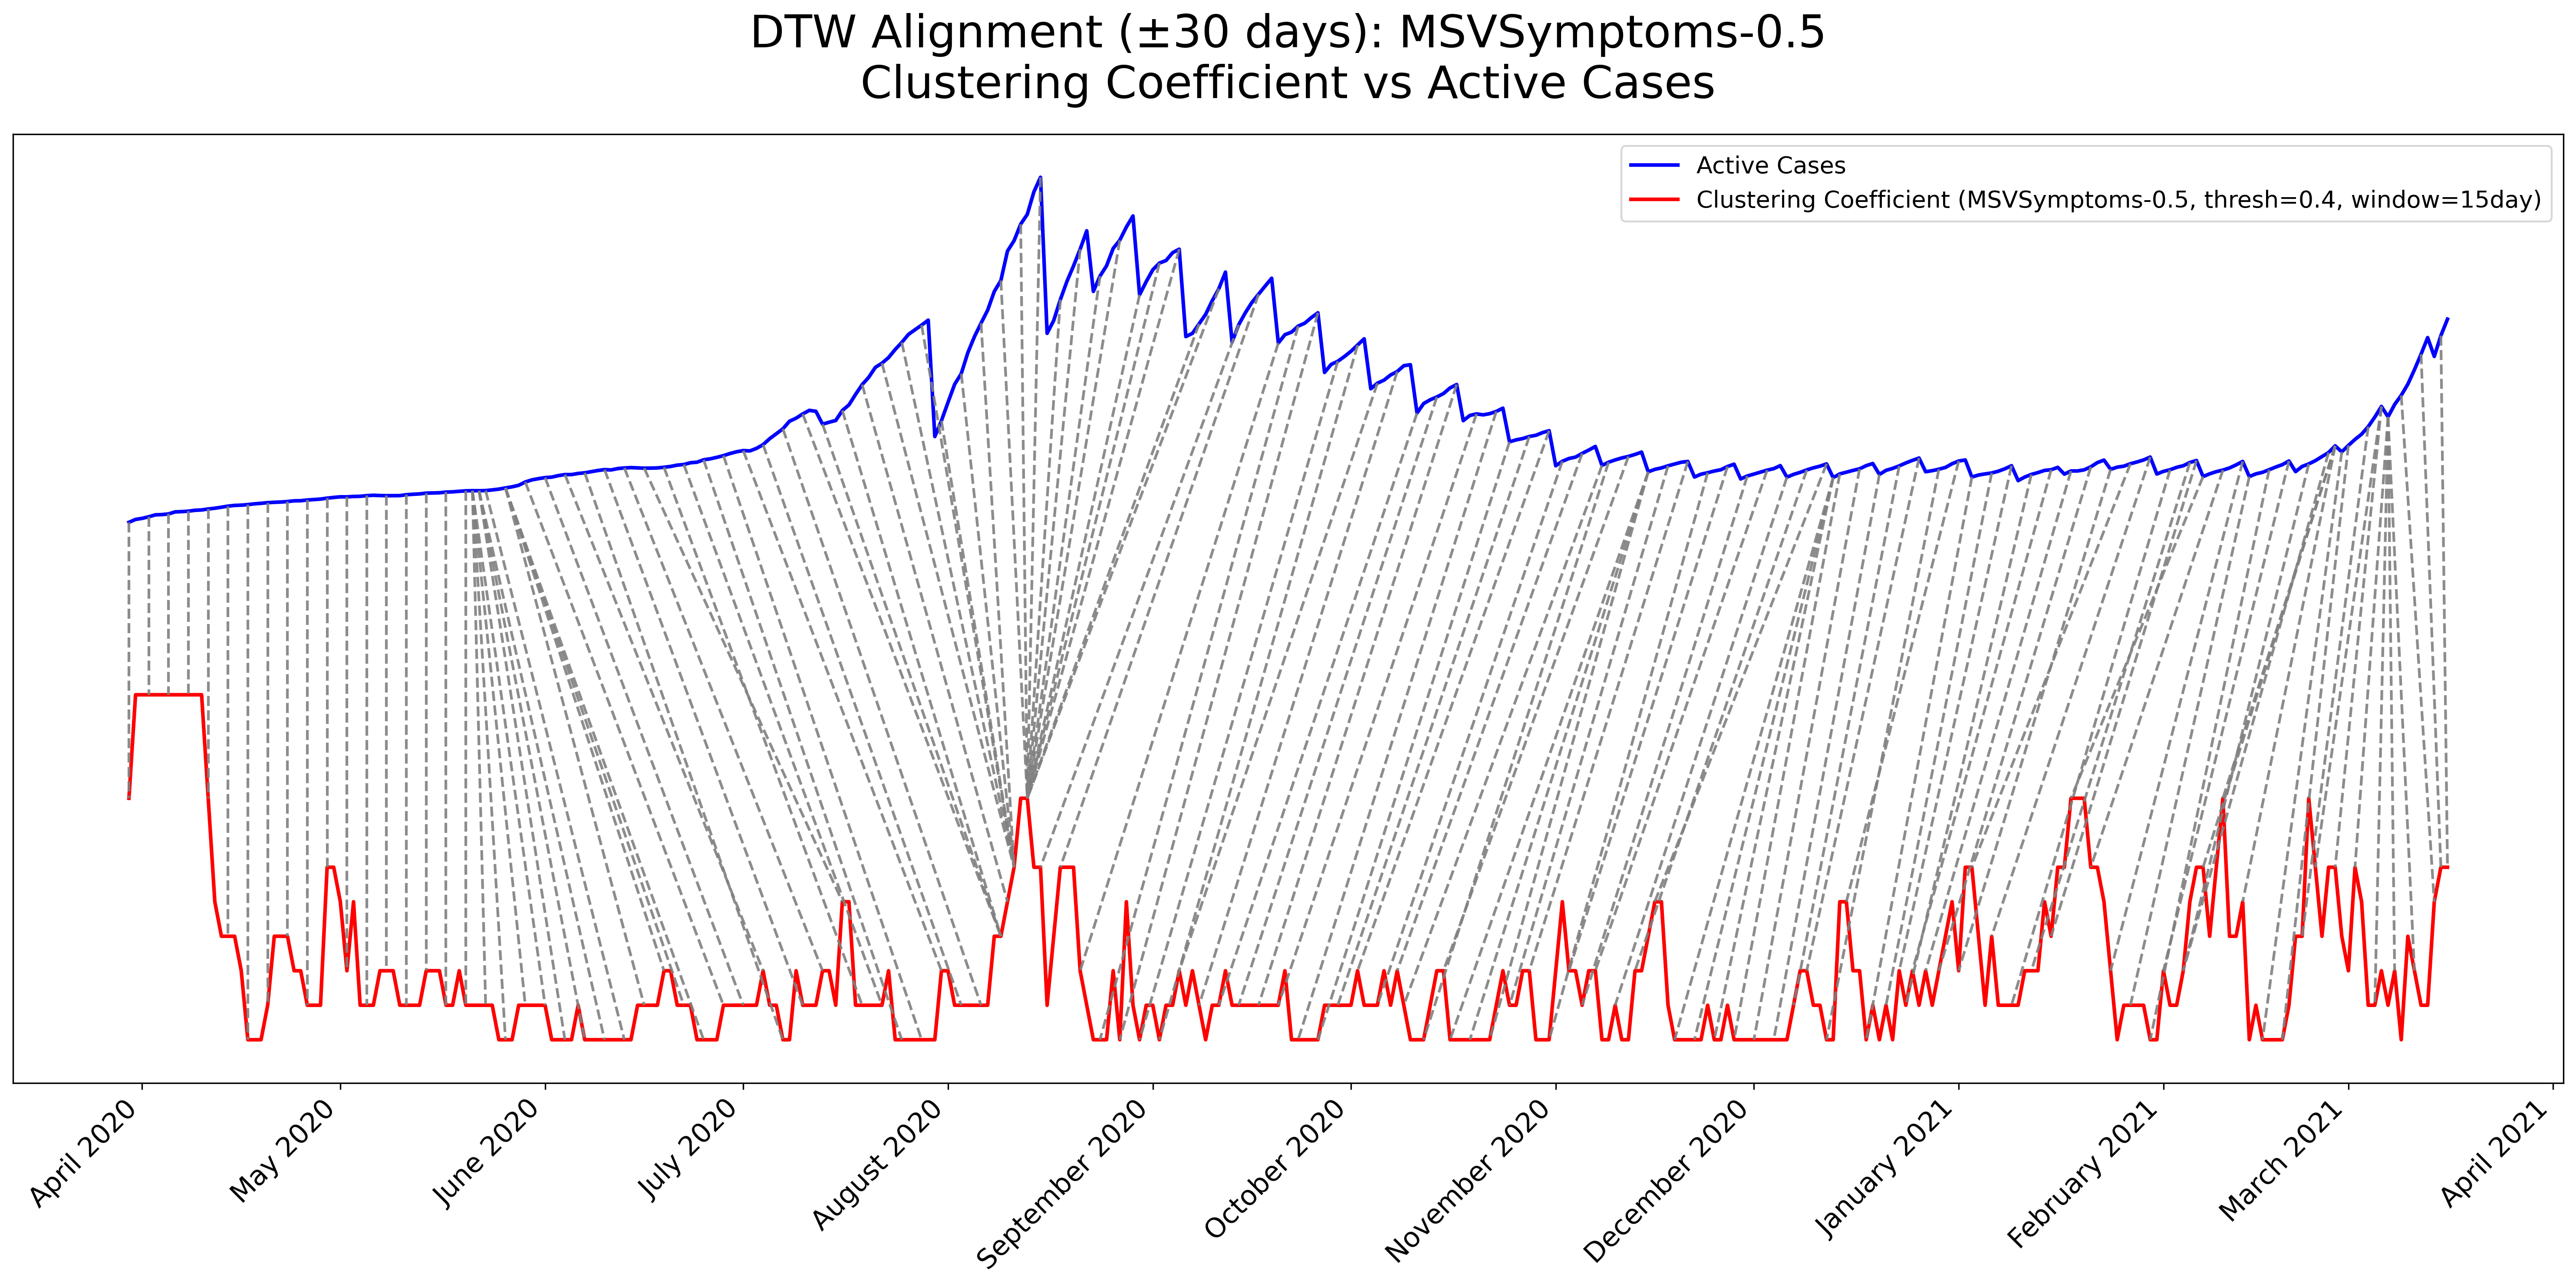 DTW Alignment (±30 days): MSVSymptoms-0.5
Clustering Coefficient vs Active Cases
Active Cases
Clustering Coefficient (MSVSymptoms-0.5, thresh=0.4, window=15day)
April 2020
May 2020
June 2020
July 2020
August 2020
September 2020
October 2020
November 2020
December 2020
January 2021
February 2021
March 2021
April 2021